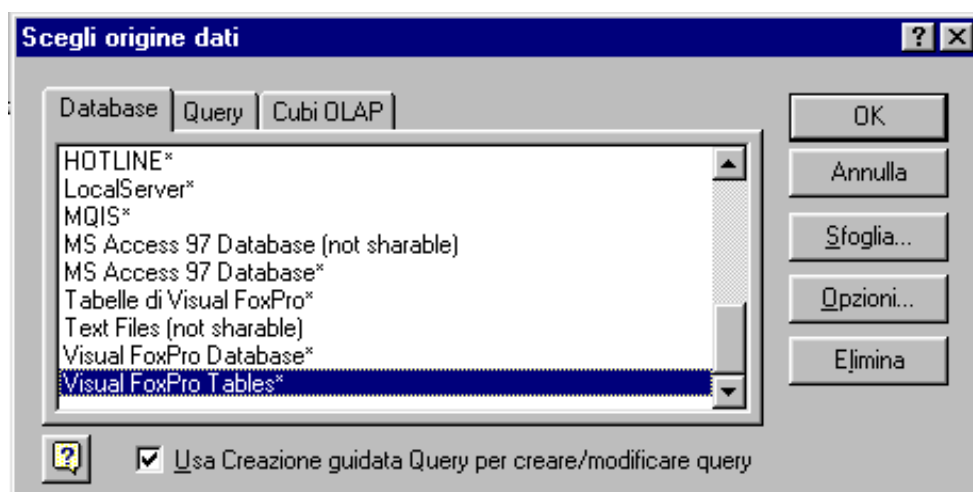 Scegli origine dati
Database Query Cubi OLAP
HOTLINE*
LocalServer*
MQIS*
MS Access 97 Database (not sharable)
MS Access 97 Database*
Tabelle di Visual FoxPro*
Text Files (not sharable)
Visual FoxPro Database*
Visual FoxPro Tables*
OK
Annulla
Sfoglia...
Opzioni...
Elimina
Usa Creazione guidata Query per creare/modificare query